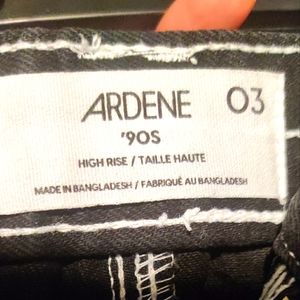 ARDENE 03
'90S
HIGH RISE / TAILLE HAUTE
MADE IN BANGLADESH / FABRIQUÉ AU BANGLADESH